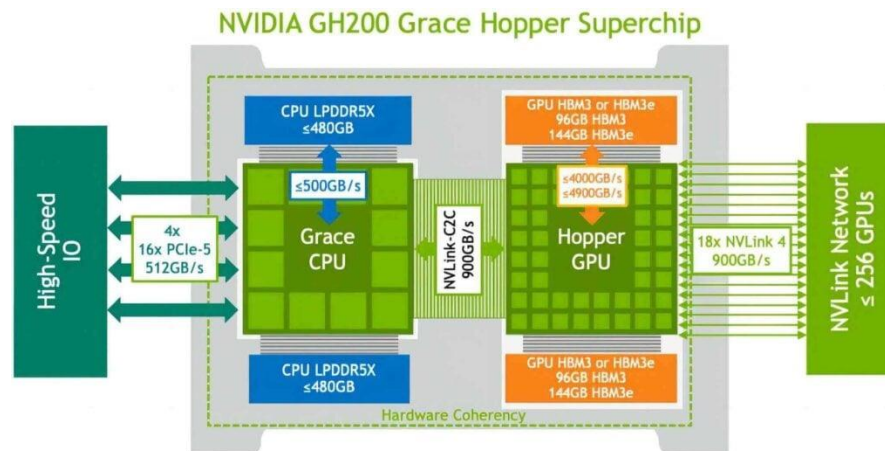 NVIDIA GH200 Grace Hopper Superchip
High-Speed
IO
4x
16x PCIe-5
512GB/s
CPU LPDDR5X
≤480GB
≤500GB/s
Grace
CPU
CPU LPDDR5X
≤480GB
NVLink-C2C
900GB/s
GPU HBM3 or HBM3e
96GB HBM3
144GB HBM3e
≤4000GB/s
≤4900GB/s
Hopper
GPU
GPU HBM3 or HBM3e
96GB HBM3
144GB HBM3e
18x NVLink 4
900GB/s
NVLink Network
≤ 256 GPUs
Hardware Coherency